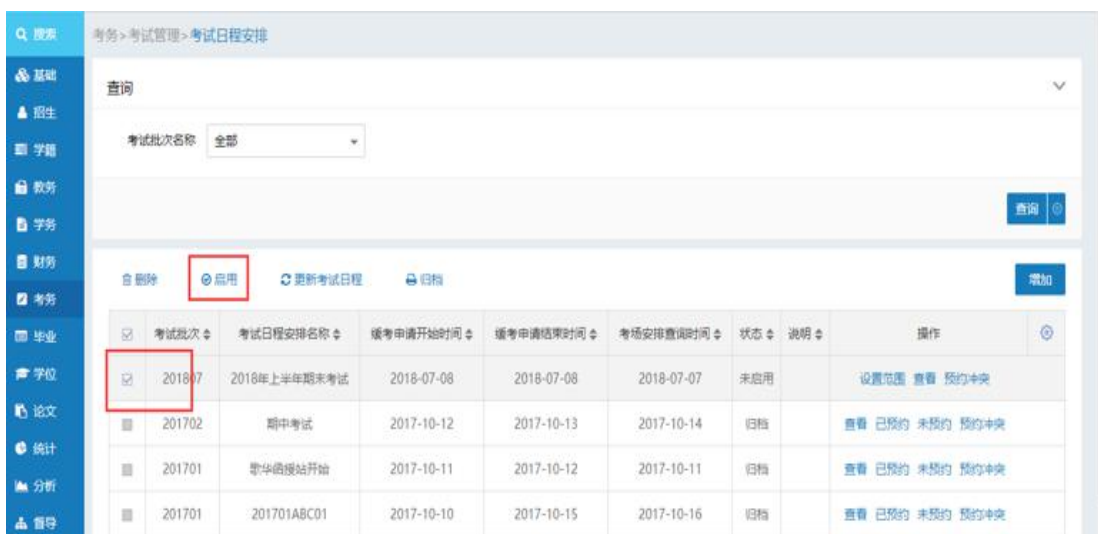 搜索
考务>考试管理>考试日程安排
基础
招生
学籍
教务
学务
财务
考务
毕业
学位
论文
统计
分析
督导
查询
考试批次名称 全部
查询
删除 启用 更新考试日程 归档 增加
考试批次 考试日程安排名称 缓考申请开始时间 缓考申请结束时间 考场安排查询时间 状态 说明 操作
201807 2018年上半年期末考试 2018-07-08 2018-07-08 2018-07-07 未启用 设置范围 查看 预约冲突
201702 期中考试 2017-10-12 2017-10-13 2017-10-14 归档 查看 已预约 未预约 预约冲突
201701 歌华函授站开始 2017-10-11 2017-10-12 2017-10-11 归档 查看 已预约 未预约 预约冲突
201701 201701ABC01 2017-10-10 2017-10-15 2017-10-16 归档 查看 已预约 未预约 预约冲突